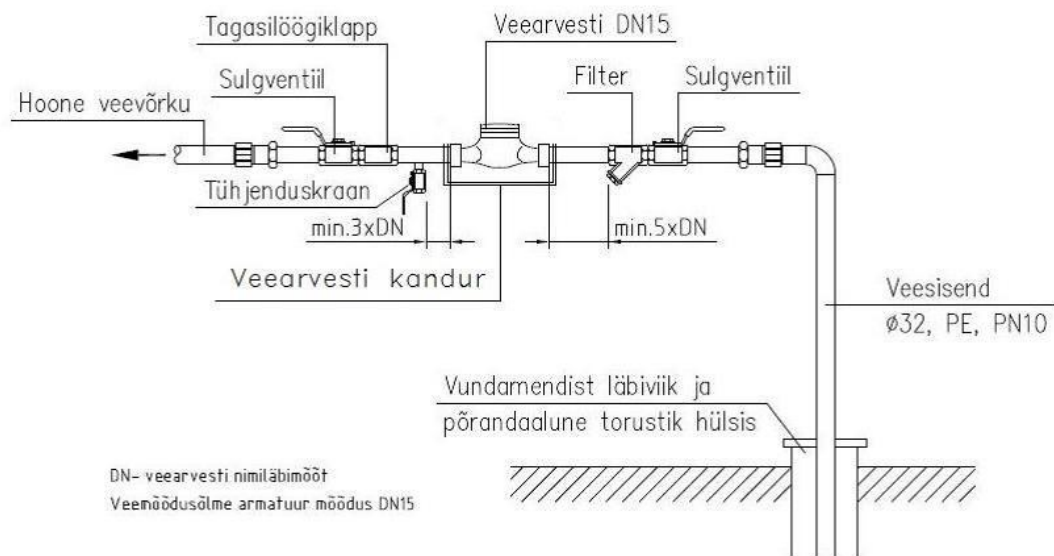 Tagasilöögiklapp
Veearvesti DN15
Sulgventiil
Filter
Sulgventiil
Hoone veevõrku
Tühjenduskraan
min.3xDN
min.5xDN
Veearvesti kandur
Veesisend
ø32, PE, PN10
Vundamendist läbiviik ja
põrandaalune torustik hülsis
DN- veearvesti nimiläbimõõt
Veemõõdusõlme armatuur mõõdus DN15